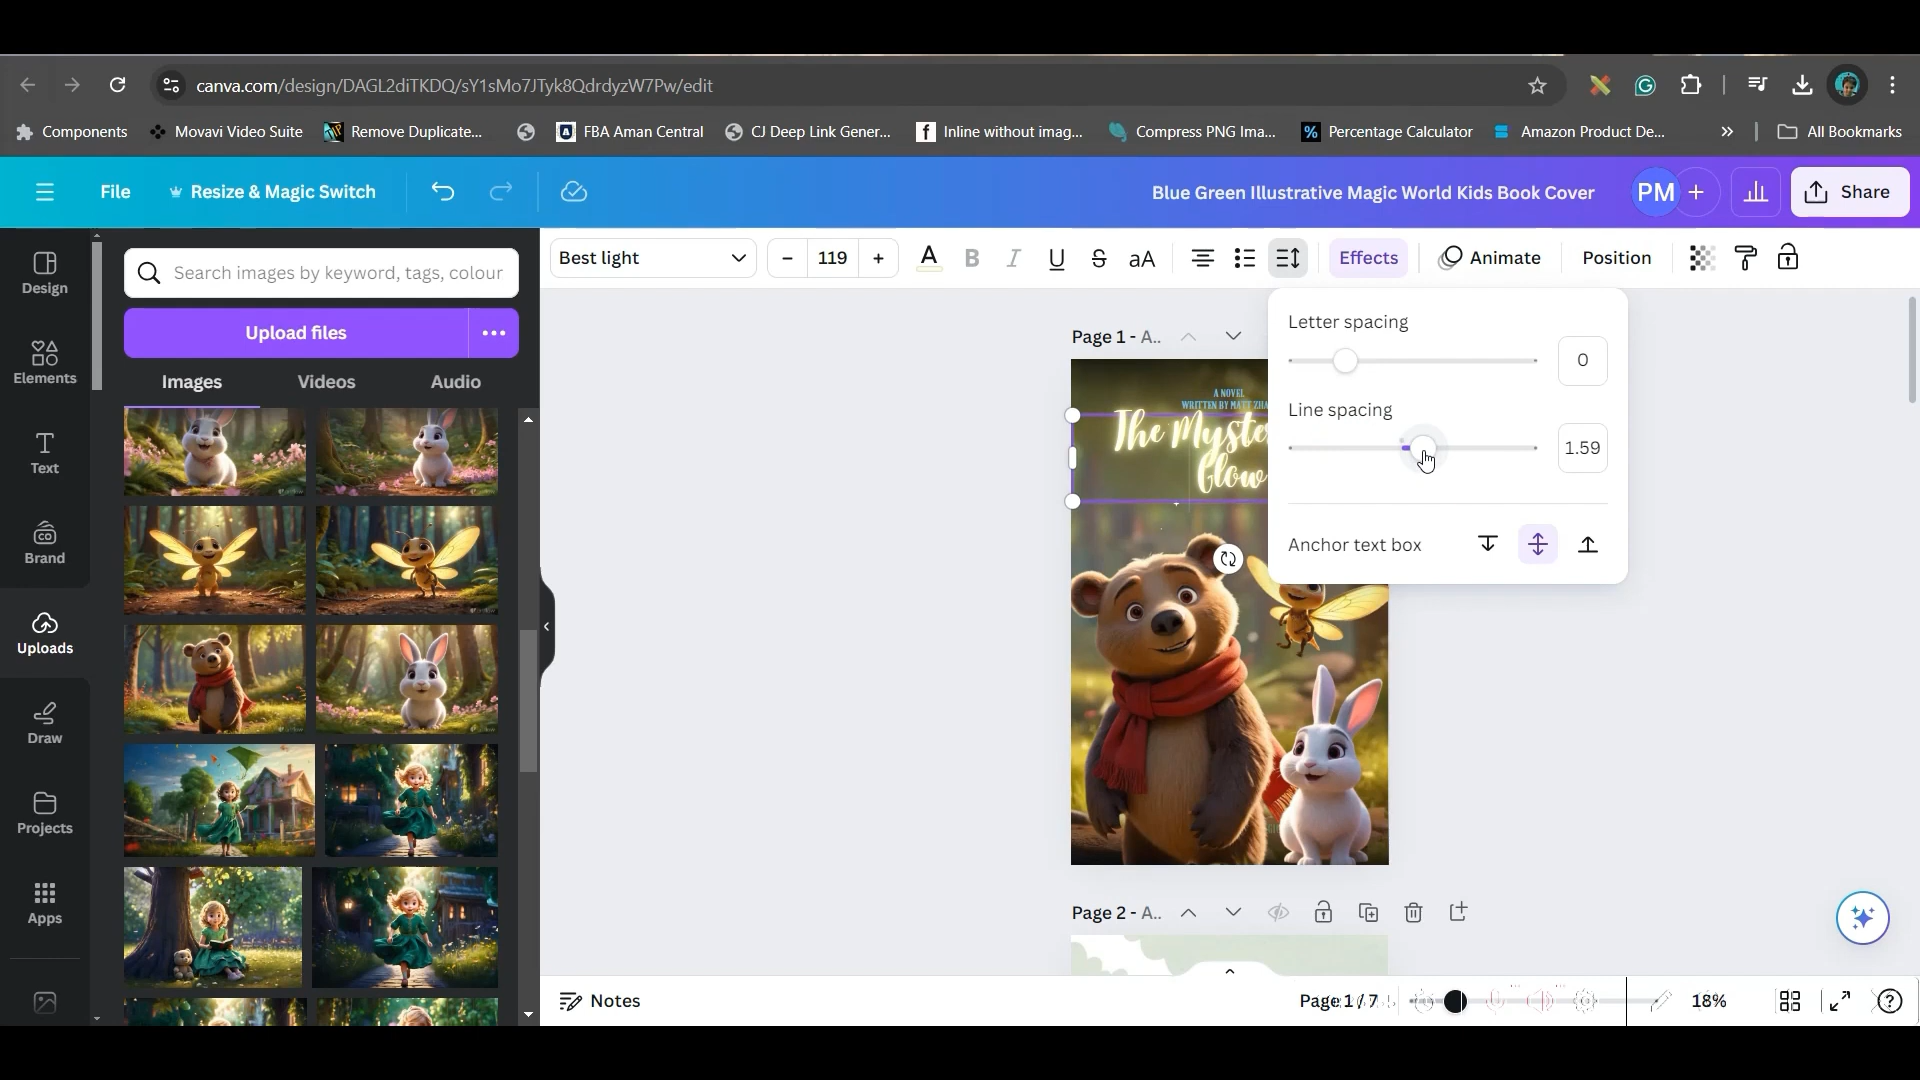 canva.com/design/DAGL2diTKDQ/sY1sMo7JTyk8QdrdyzW7Pw/edit
Components
Movavi Video Suite
Remove Duplicate...
FBA Aman Central
CJ Deep Link Gener...
Inline without imag...
Compress PNG Ima...
Percentage Calculator
Amazon Product De...
All Bookmarks
File
Resize & Magic Switch
Blue Green Illustrative Magic World Kids Book Cover
PM
Share
Design
Elements
Text
Brand
Uploads
Draw
Projects
Apps
Search images by keyword, tags, colour
Upload files
Images
Videos
Audio
Best light
119
Effects
Animate
Position
Letter spacing
0
Line spacing
1.59
Anchor text box
Page 1 - A..
A NOVEL
WRITTEN BY MATT ZHA
The Myste
Glow
Page 2 - A..
Notes
Page 1 / 7
18%